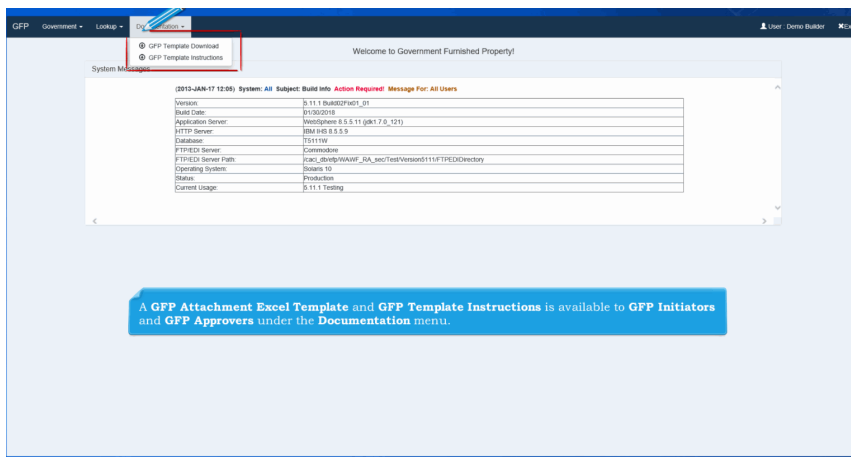 GFP Government Lookup Documentation User : Demo Builder
GFP Template Download
GFP Template Instructions
Welcome to Government Furnished Property!
System Messages
(2013-JAN-17 12:05) System: All Subject: Build Info Action Required! Message For: All Users
Version: 5.11.1 Build02Fix01_01
Build Date: 01/30/2018
Application Server: WebSphere 8.5.5.11 (jdk1.7.0_121)
HTTP Server: IBM IHS 8.5.5.9
Database: T5111W
FTP/EDI Server: Commodore
FTP/EDI Server Path: /caci_db/efp/WAWF_RA_sec/Test/Version5111/FTPEDIDirectory
Operating System: Solaris 10
Status: Production
Current Usage: 5.11.1 Testing
A GFP Attachment Excel Template and GFP Template Instructions is available to GFP Initiators
and GFP Approvers under the Documentation menu.